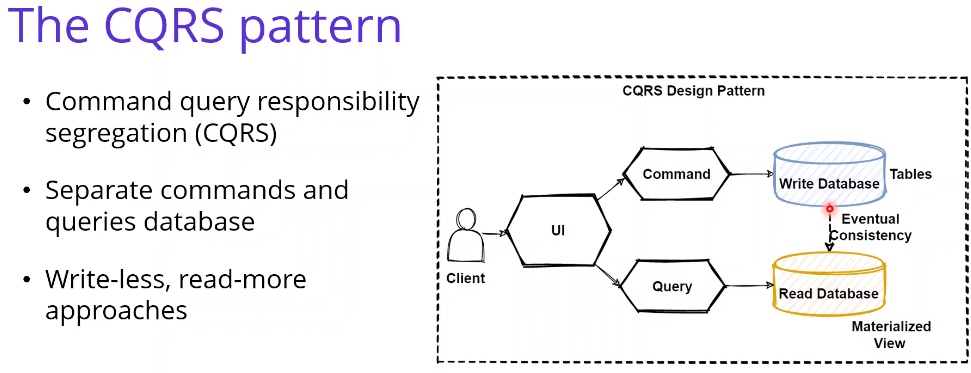 The CQRS pattern
• Command query responsibility
segregation (CQRS)
• Separate commands and
queries database
• Write-less, read-more
approaches
CQRS Design Pattern
Client
UI
Command
Write Database
Tables
Eventual
Consistency
Query
Read Database
Materialized
View